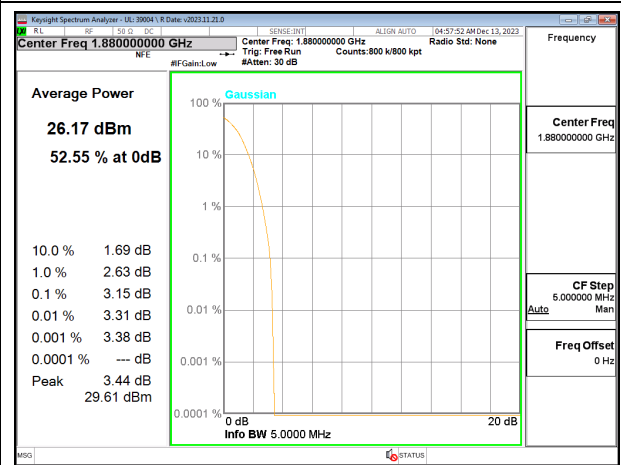 Keysight Spectrum Analyzer - UL: 39004 \ R Date: v2023.11.21.0
RL RF 50 Ω DC SENSE:INT ALIGN AUTO 04:57:52 AM Dec 13, 2023
Center Freq 1.880000000 GHz
NFE
#IFGain:Low
Center Freq: 1.880000000 GHz
Trig: Free Run Counts:800 k/800 kpt
#Atten: 30 dB
Radio Std: None
Frequency
Average Power
26.17 dBm
52.55 % at 0dB
10.0 % 1.69 dB
1.0 % 2.63 dB
0.1 % 3.15 dB
0.01 % 3.31 dB
0.001 % 3.38 dB
0.0001 % --- dB
Peak 3.44 dB
29.61 dBm
Gaussian
100 %
10 %
1 %
0.1 %
0.01 %
0.001 %
0.0001 %
0 dB 20 dB
Info BW 5.0000 MHz
Center Freq
1.880000000 GHz
CF Step
5.000000 MHz
Auto Man
Freq Offset
0 Hz
MSG STATUS